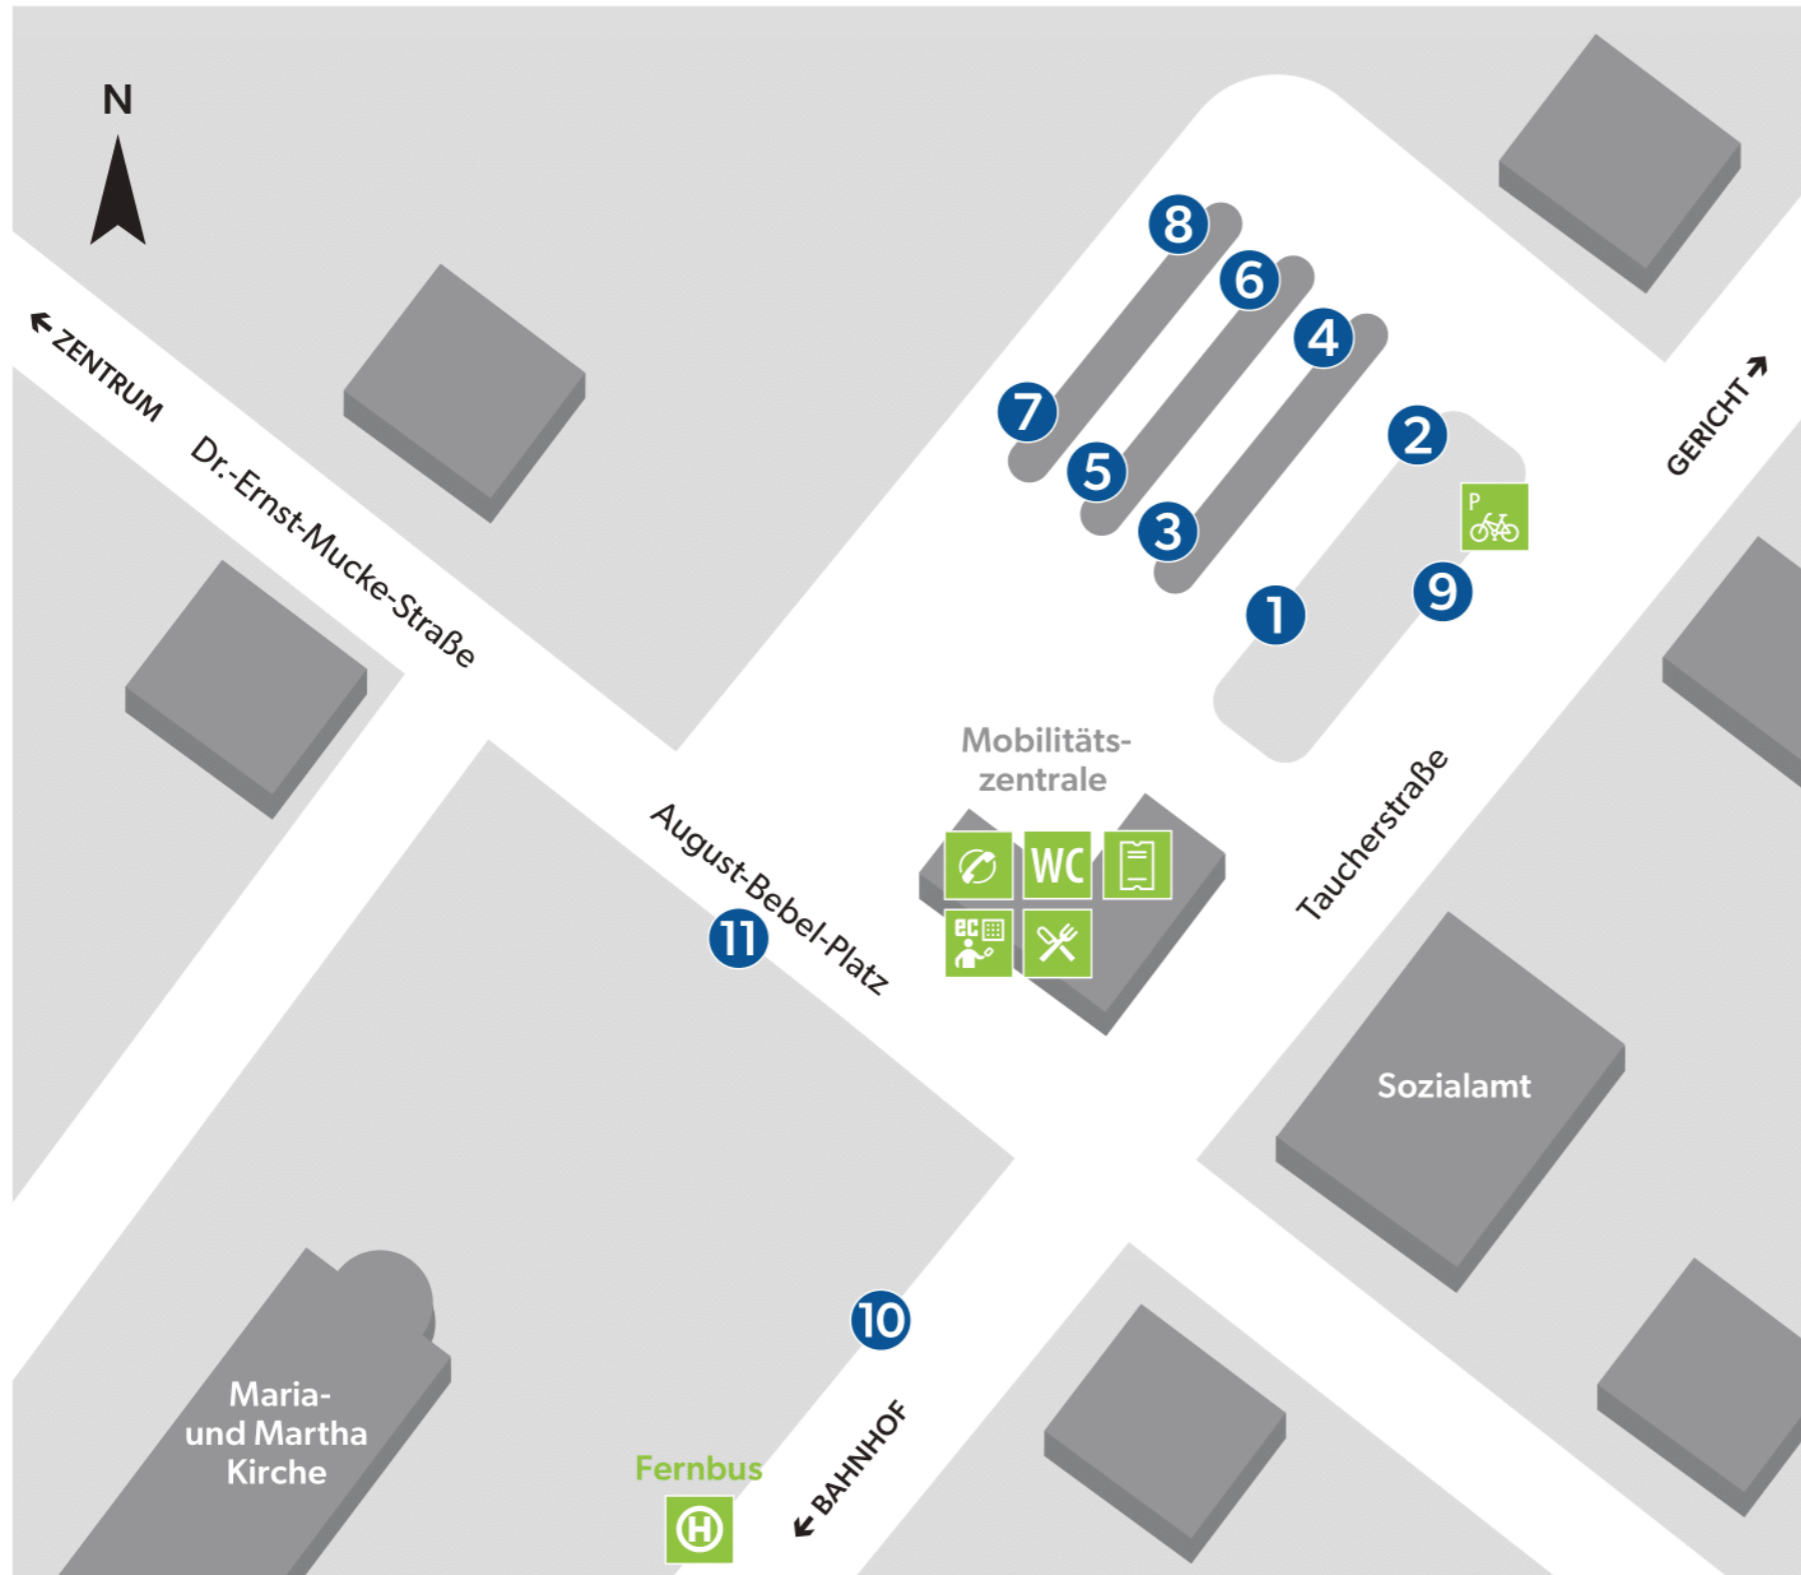 N
8
6
4
ZENTRUM
GERICHT
7
2
Dr.-Ernst-Mucke-Straße
5
P
3
9
1
Mobilitäts-
zentrale
Taucherstraße
August-Bebel-Platz
WC
11
ec
Sozialamt
10
Maria-
und Martha
Kirche
BAHNHOF
Fernbus
H